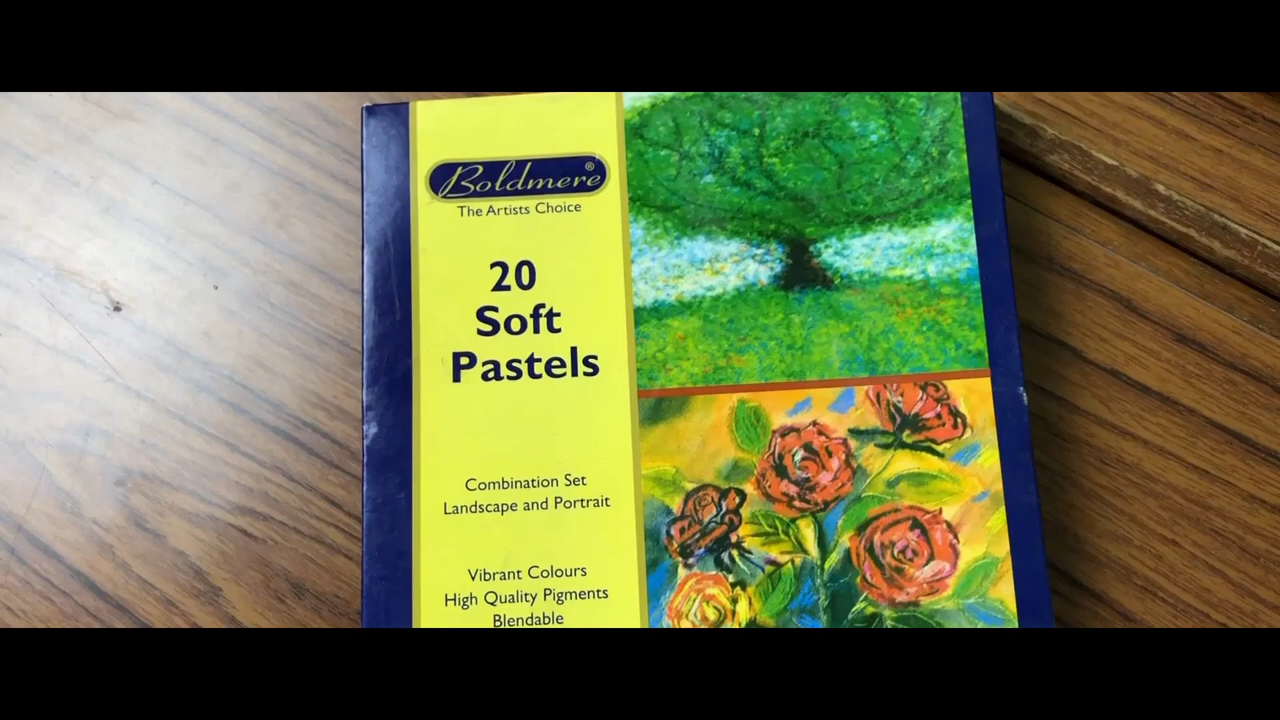 Boldmere®
The Artists Choice
20
Soft
Pastels
Combination Set
Landscape and Portrait
Vibrant Colours
High Quality Pigments
Blendable